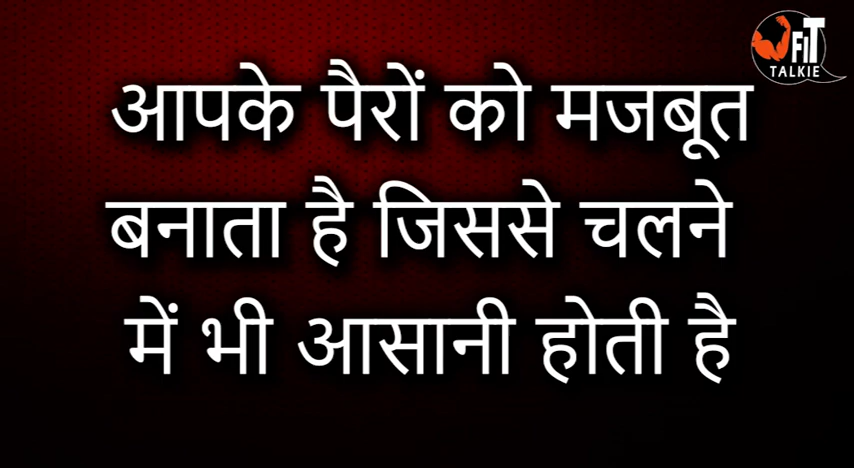 FIT
TALKIE
आपके पैरों को मजबूत
बनाता है जिससे चलने
में भी आसानी होती है